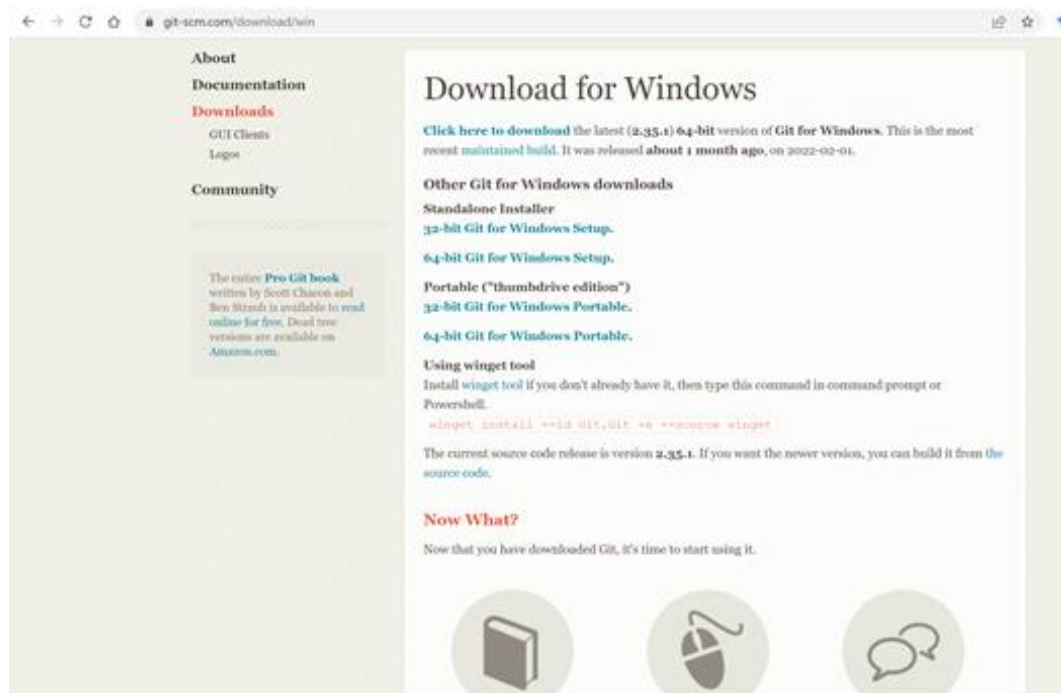 git-scm.com/download/win
About
Documentation
Downloads
GUI Clients
Logos
Community
The entire Pro Git book
written by Scott Chacon and
Ben Straub is available to read
online for free. Dead tree
versions are available on
Amazon.com.
Download for Windows
Click here to download the latest (2.35.1) 64-bit version of Git for Windows. This is the most
recent maintained build. It was released about 1 month ago, on 2022-02-01.
Other Git for Windows downloads
Standalone Installer
32-bit Git for Windows Setup.
64-bit Git for Windows Setup.
Portable ("thumbdrive edition")
32-bit Git for Windows Portable.
64-bit Git for Windows Portable.
Using winget tool
Install winget tool if you don't already have it, then type this command in command prompt or
Powershell.
winget install --id Git.Git -e --source winget
The current source code release is version 2.35.1. If you want the newer version, you can build it from the
source code.
Now What?
Now that you have downloaded Git, it's time to start using it.